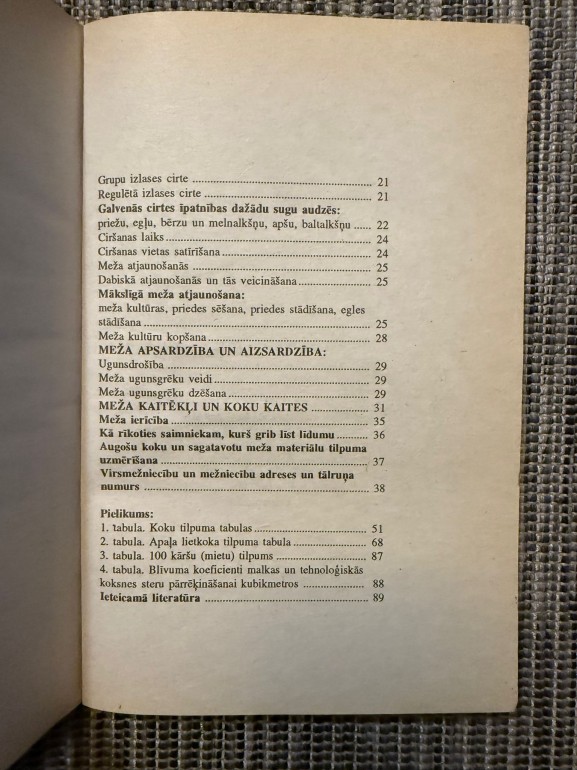 Grupu izlases cirte ........ 21
Regulētā izlases cirte ........ 21
Galvenās cirtes īpatnības dažādu sugu audzēs:
priežu, egļu, bērzu un melnalkšņu, apšu, baltalkšņu ..... 22
Ciršanas laiks ........ 24
Ciršanas vietas satīrīšana ........ 24
Meža atjaunošanās ........ 25
Dabiskā atjaunošanās un tās veicināšana ........ 25
Mākslīgā meža atjaunošana:
meža kultūras, priedes sēšana, priedes stādīšana, egles
stādīšana ........ 25
Meža kultūru kopšana ........ 28
MEŽA APSARDZĪBA UN AIZSARDZĪBA:
Ugunsdrošība ........ 29
Meža ugunsgrēku veidi ........ 29
Meža ugunsgrēku dzēšana ........ 29
MEŽA KAITĒKĻI UN KOKU KAITES ........ 31
Meža ierīcība ........ 35
Kā rīkoties saimniekam, kurš grib līst līdumu ........ 36
Augošu koku un sagatavotu meža materiālu tilpuma
uzmērīšana ........ 37
Virsmežniecību un mežniecību adreses un tālruņa
numurs ........ 38
Pielikums:
1. tabula. Koku tilpuma tabulas ........ 51
2. tabula. Apaļa lietkoka tilpuma tabula ........ 68
3. tabula. 100 kāršu (mietu) tilpums ........ 87
4. tabula. Blīvuma koeficienti malkas un tehnoloģiskās
koksnes steru pārrēķināšanai kubikmetros ........ 88
Ieteicamā literatūra ........ 89